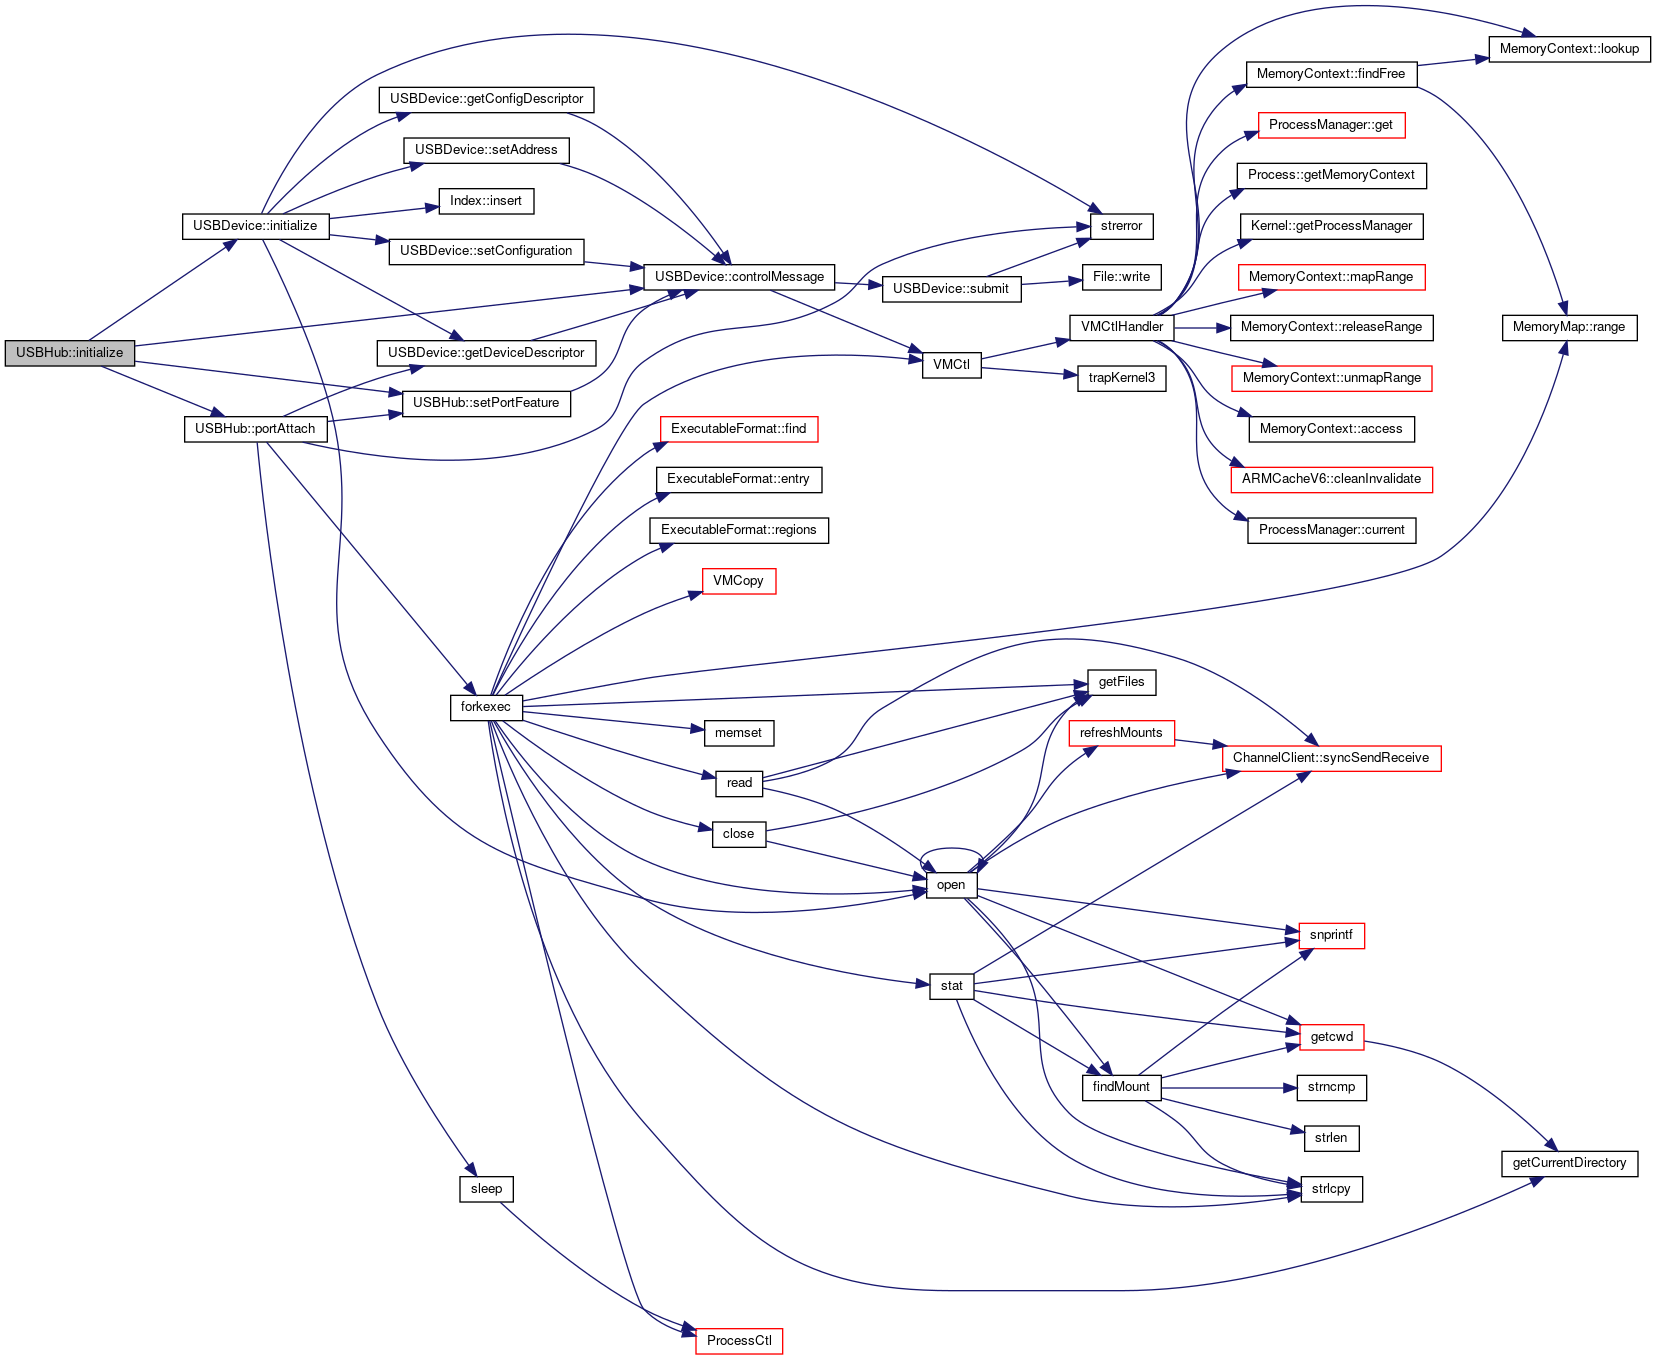 USBHub::initialize
USBDevice::initialize
USBHub::portAttach
USBDevice::getConfigDescriptor
USBDevice::setAddress
Index::insert
USBDevice::setConfiguration
USBDevice::getDeviceDescriptor
USBHub::setPortFeature
forkexec
sleep
USBDevice::controlMessage
ExecutableFormat::find
ExecutableFormat::entry
ExecutableFormat::regions
VMCopy
memset
read
close
ProcessCtl
USBDevice::submit
VMCtl
open
stat
strerror
File::write
VMCtlHandler
trapKernel3
getFiles
refreshMounts
findMount
MemoryContext::findFree
ProcessManager::get
Process::getMemoryContext
Kernel::getProcessManager
MemoryContext::mapRange
MemoryContext::releaseRange
MemoryContext::unmapRange
MemoryContext::access
ARMCacheV6::cleanInvalidate
ProcessManager::current
ChannelClient::syncSendReceive
snprintf
getcwd
strncmp
strlen
strlcpy
MemoryContext::lookup
MemoryMap::range
getCurrentDirectory